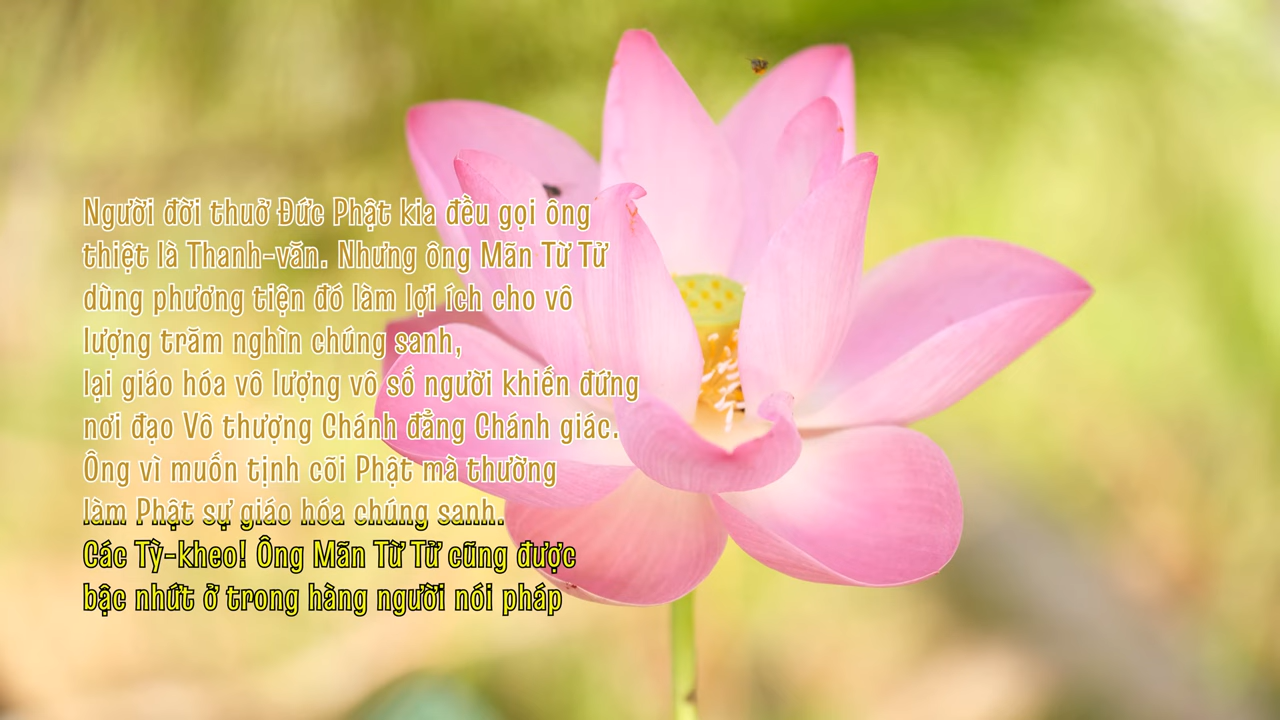 Người đời thuở Đức Phật kia đều gọi ông
thiệt là Thanh-văn. Nhưng ông Mãn Từ Tử
dùng phương tiện đó làm lợi ích cho vô
lượng trăm nghìn chúng sanh,
lại giáo hóa vô lượng vô số người khiến đứng
nơi đạo Vô thượng Chánh đẳng Chánh giác.
Ông vì muốn tịnh cõi Phật mà thường
làm Phật sự giáo hóa chúng sanh.
Các Tỳ-kheo! Ông Mãn Từ Tử cũng được
bậc nhứt ở trong hàng người nói pháp